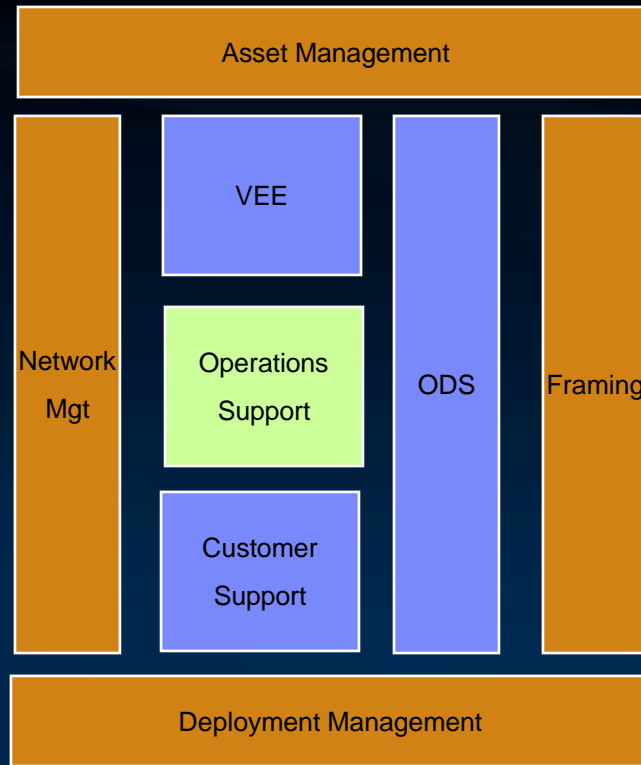 Asset Management
VEE
Network
Mgt
Operations
Support
ODS
Framing
Customer
Support
Deployment Management